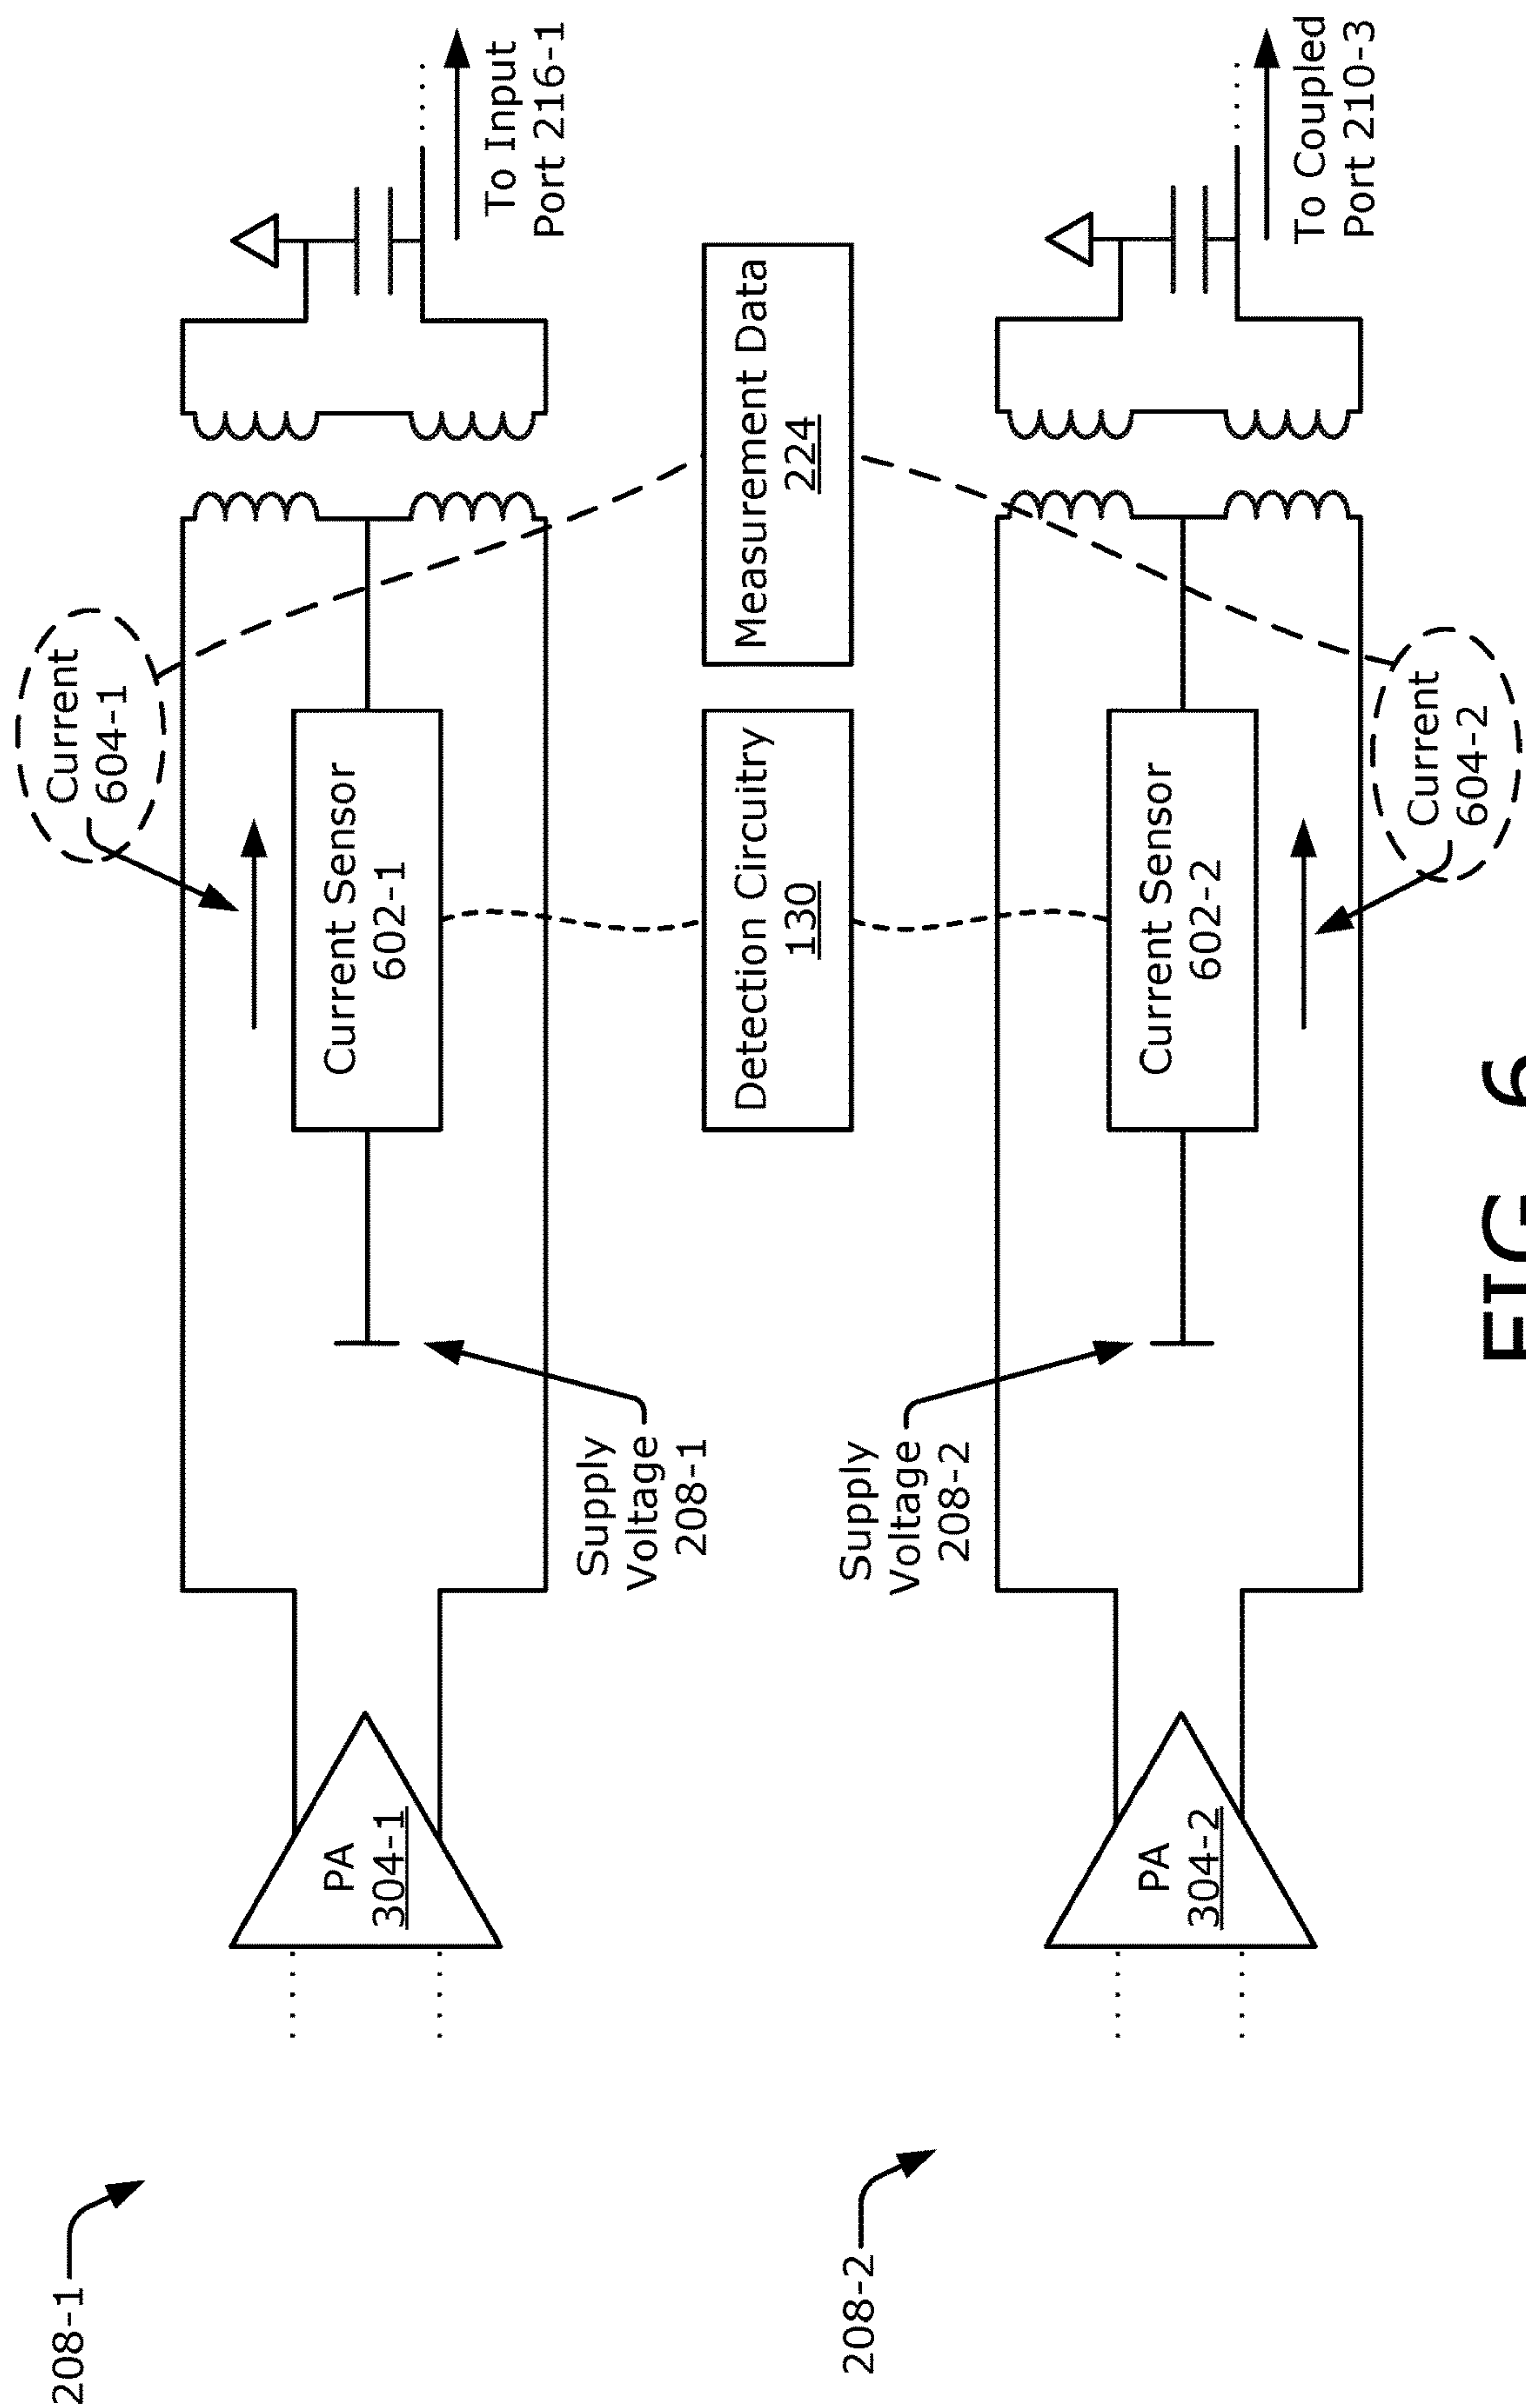 208-1
Current
604-1
To Input
Port 216-1
Current Sensor
602-1
PA
304-1
Supply
Voltage
208-1
Detection Circuitry
130
Measurement Data
224
208-2
Supply
Voltage
208-2
PA
304-2
Current Sensor
602-2
To Coupled
Port 210-3
Current
604-2
FIG 6